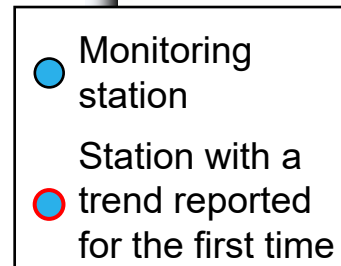 Monitoring
station
Station with a
trend reported
for the first time